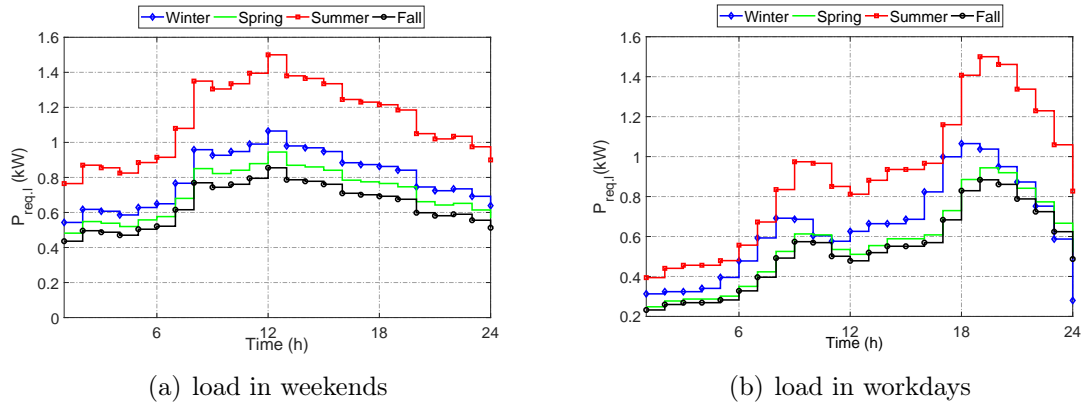 Winter Spring Summer Fall
1.6
1.4
1.2
1
0.8
0.6
0.4
0.2
0
P_req,l (kW)
6 12 18 24
Time (h)
(a) load in weekends
Winter Spring Summer Fall
1.6
1.4
1.2
1
0.8
0.6
0.4
0.2
P_req,l (kW)
6 12 18 24
Time (h)
(b) load in workdays